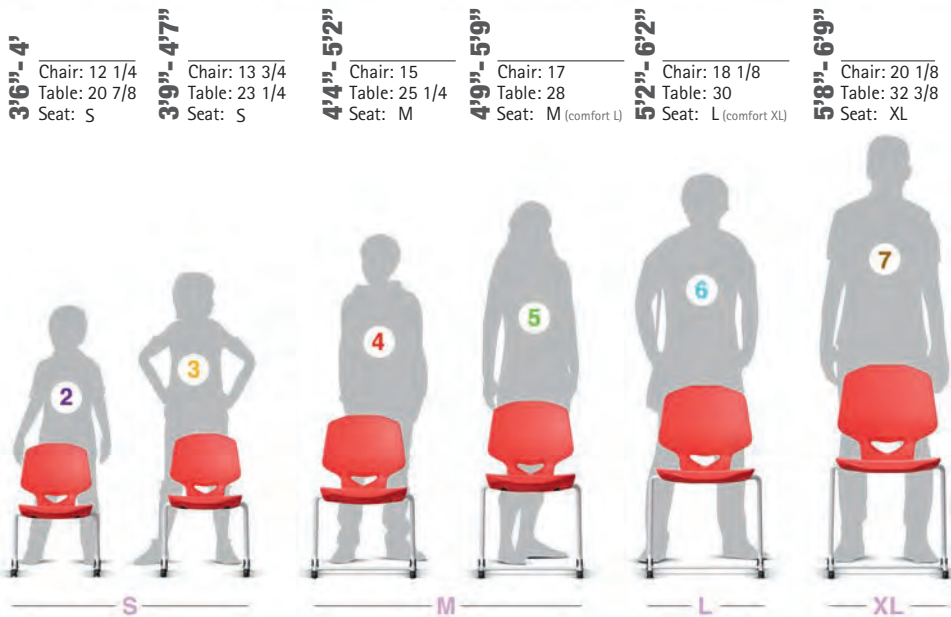 3'6"- 4'
Chair: 12 1/4
Table: 20 7/8
Seat: S
3'9"- 4'7"
Chair: 13 3/4
Table: 23 1/4
Seat: S
4'4"- 5'2"
Chair: 15
Table: 25 1/4
Seat: M
4'9"- 5'9"
Chair: 17
Table: 28
Seat: M (comfort L)
5'2"- 6'2"
Chair: 18 1/8
Table: 30
Seat: L (comfort XL)
5'8"- 6'9"
Chair: 20 1/8
Table: 32 3/8
Seat: XL
2
3
4
5
6
7
S
M
L
XL